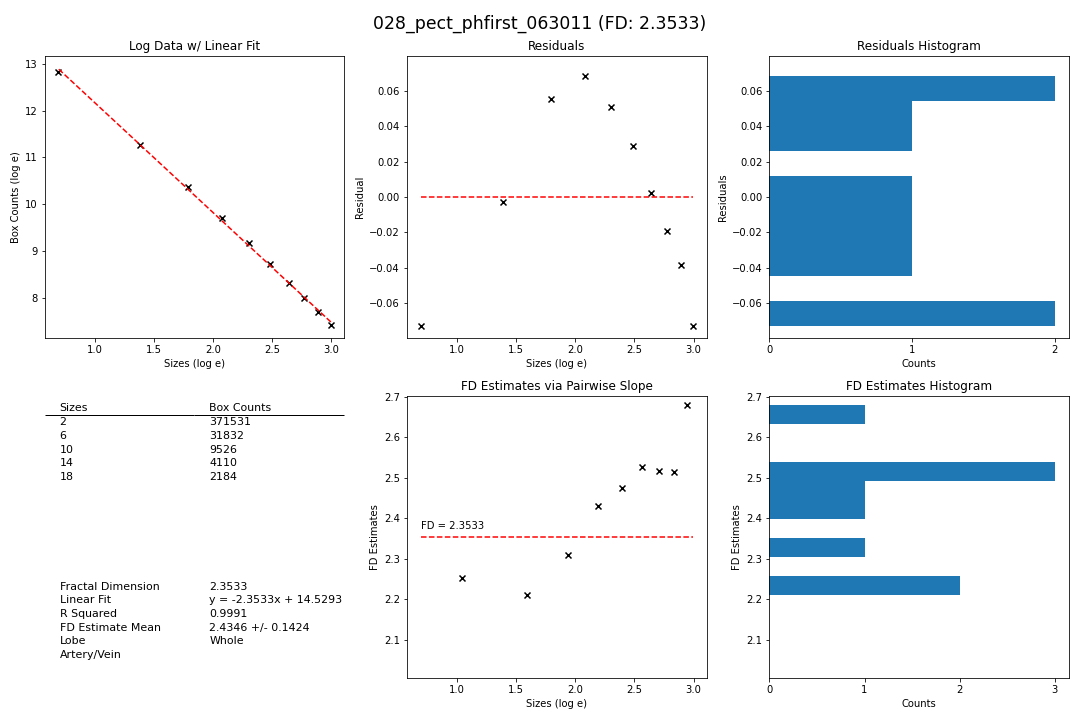 028_pect_phfirst_063011 (FD: 2.3533)
Log Data w/ Linear Fit
13
12
11
10
9
8
Box Counts (log e)
1.0 1.5 2.0 2.5 3.0
Sizes (log e)
Residuals
0.06
0.04
0.02
0.00
−0.02
−0.04
−0.06
Residual
1.0 1.5 2.0 2.5 3.0
Sizes (log e)
Residuals Histogram
0.06
0.04
0.02
0.00
−0.02
−0.04
−0.06
Residuals
0 1 2
Counts
Sizes Box Counts
2 371531
6 31832
10 9526
14 4110
18 2184
Fractal Dimension 2.3533
Linear Fit y = -2.3533x + 14.5293
R Squared 0.9991
FD Estimate Mean 2.4346 +/- 0.1424
Lobe Whole
Artery/Vein
FD Estimates via Pairwise Slope
2.7
2.6
2.5
2.4
2.3
2.2
2.1
FD Estimates
FD = 2.3533
1.0 1.5 2.0 2.5 3.0
Sizes (log e)
FD Estimates Histogram
2.7
2.6
2.5
2.4
2.3
2.2
2.1
FD Estimates
0 1 2 3
Counts